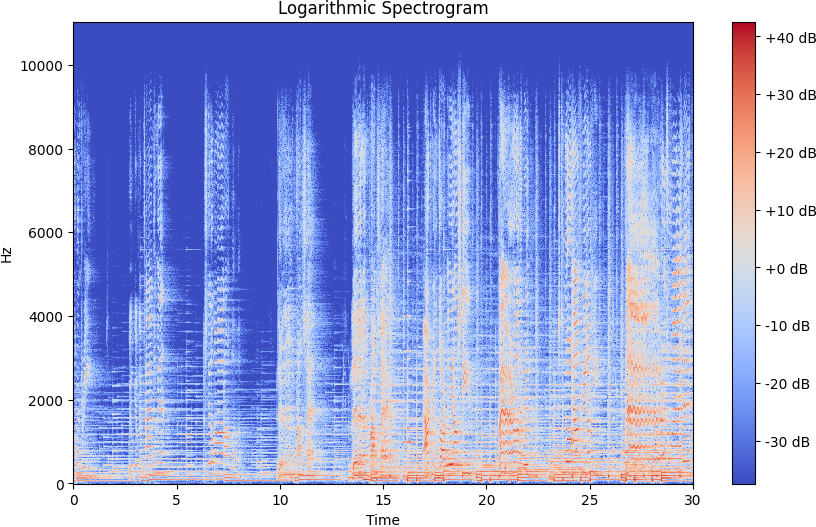 Logarithmic Spectrogram
Hz
10000
8000
6000
4000
2000
0
0 5 10 15 20 25 30
Time
+40 dB
+30 dB
+20 dB
+10 dB
+0 dB
-10 dB
-20 dB
-30 dB